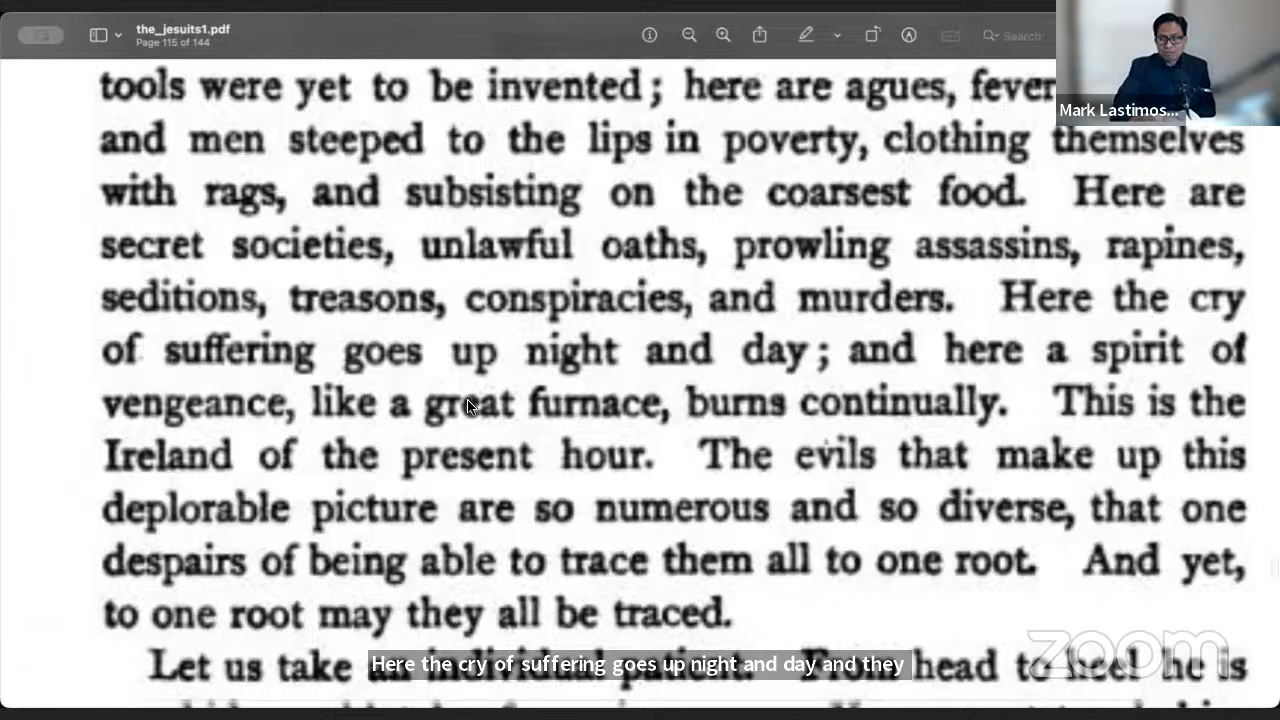 the_jesuits1.pdf
Page 115 of 144
Search
Mark Lastimos...
tools were yet to be invented; here are agues, fever
and men steeped to the lips in poverty, clothing themselves
with rags, and subsisting on the coarsest food. Here are
secret societies, unlawful oaths, prowling assassins, rapines,
seditions, treasons, conspiracies, and murders. Here the cry
of suffering goes up night and day; and here a spirit of
vengeance, like a great furnace, burns continually. This is the
Ireland of the present hour. The evils that make up this
deplorable picture are so numerous and so diverse, that one
despairs of being able to trace them all to one root. And yet,
to one root may they all be traced.
Let us take an individual patient. From head to heel he is
Here the cry of suffering goes up night and day and they
zoom